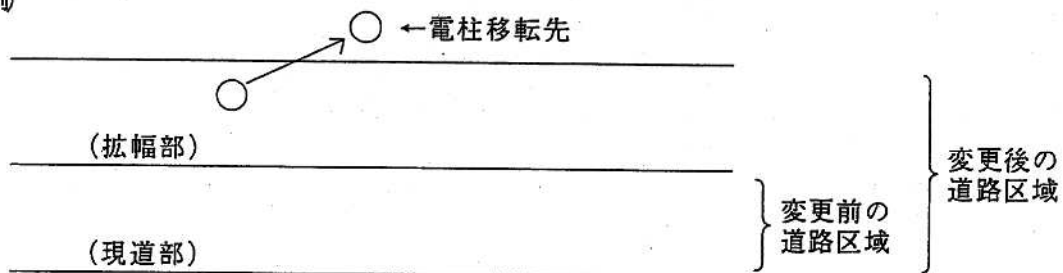 ←電柱移転先
(拡幅部)
変更後の
道路区域
変更前の
道路区域
(現道部)